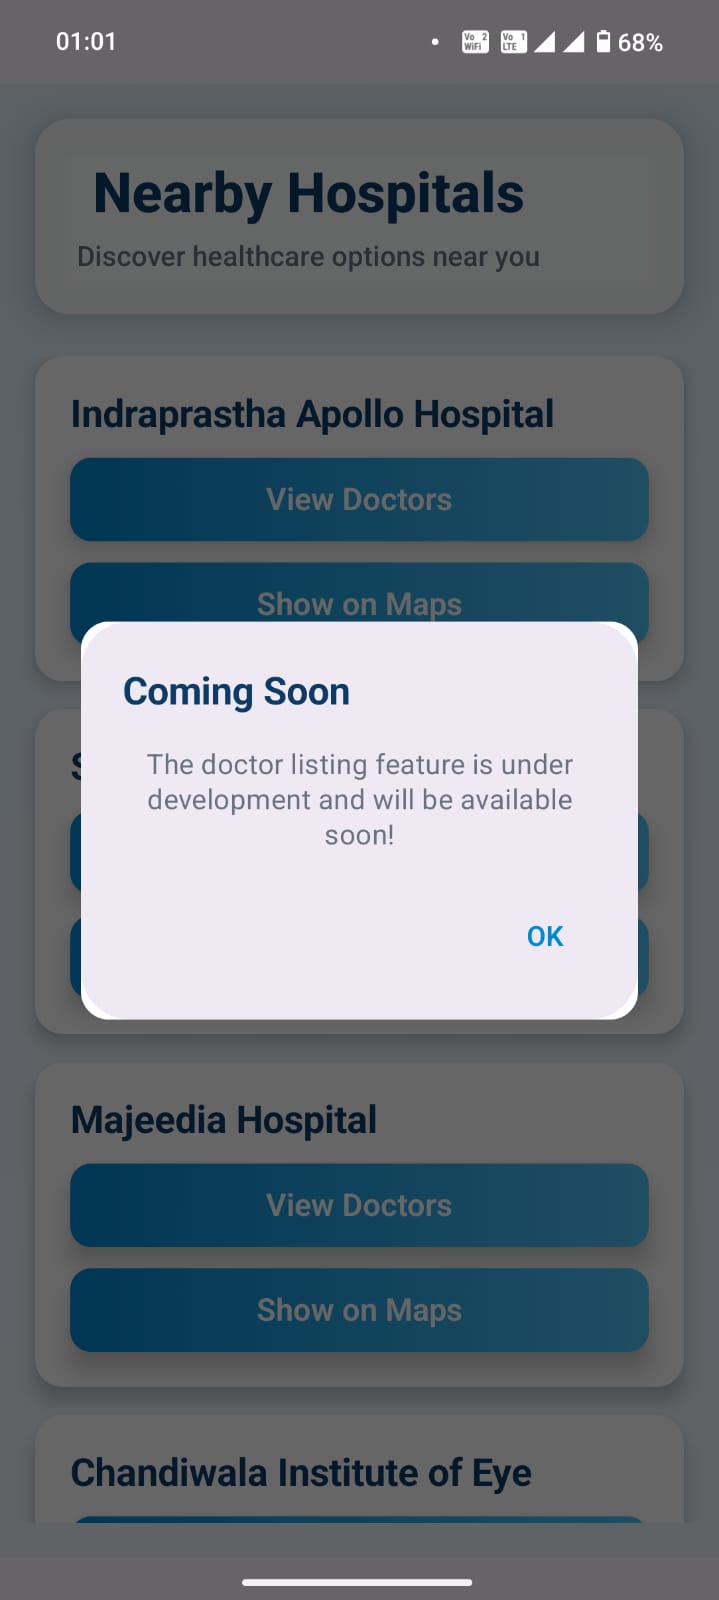 01:01
Vo 2
WiFi
Vo 1
LTE
68%
Nearby Hospitals
Discover healthcare options near you
Indraprastha Apollo Hospital
View Doctors
Show on Maps
Coming Soon
The doctor listing feature is under
development and will be available
soon!
OK
Majeedia Hospital
View Doctors
Show on Maps
Chandiwala Institute of Eye